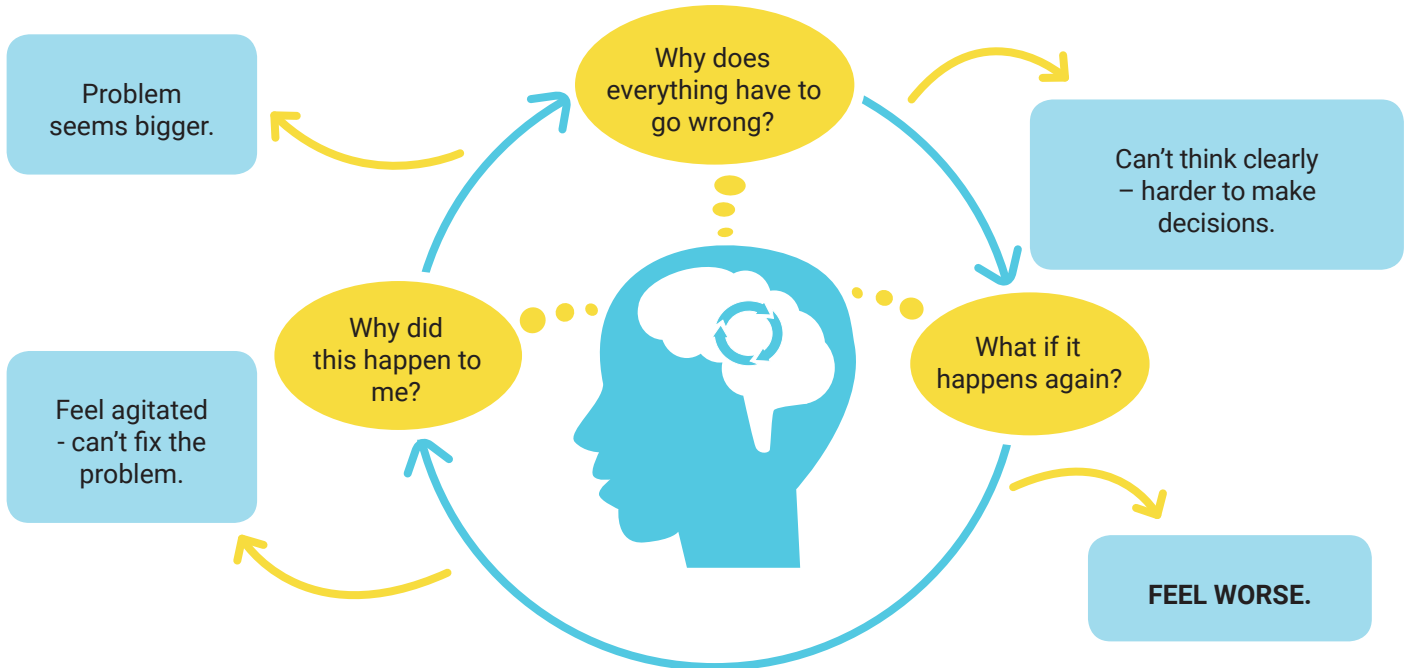 Why does
everything have to
go wrong?
Problem
seems bigger.
Can’t think clearly
– harder to make
decisions.
Why did
this happen to
me?
What if it
happens again?
Feel agitated
- can’t fix the
problem.
FEEL WORSE.